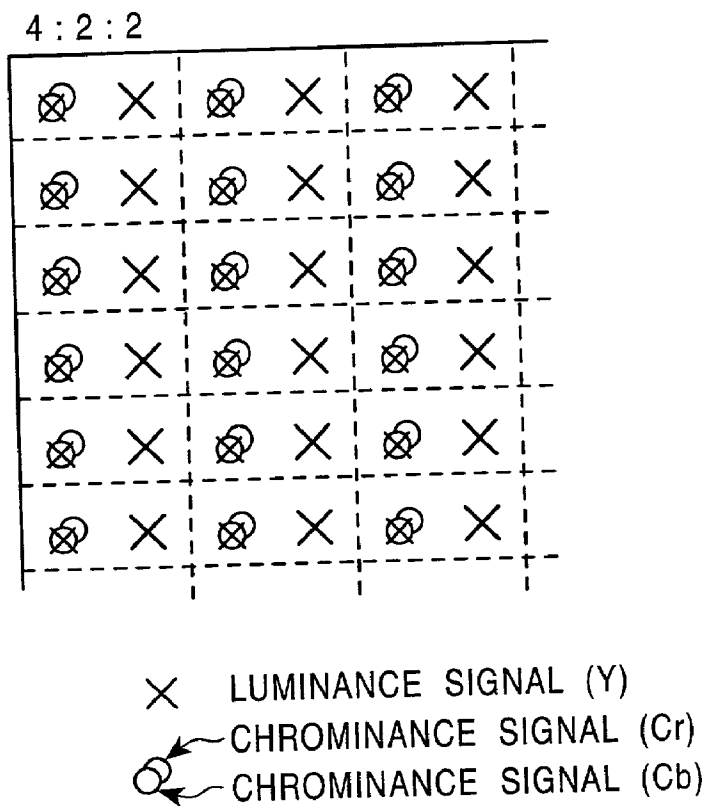 4 : 2 : 2
LUMINANCE SIGNAL (Y)
CHROMINANCE SIGNAL (Cr)
CHROMINANCE SIGNAL (Cb)